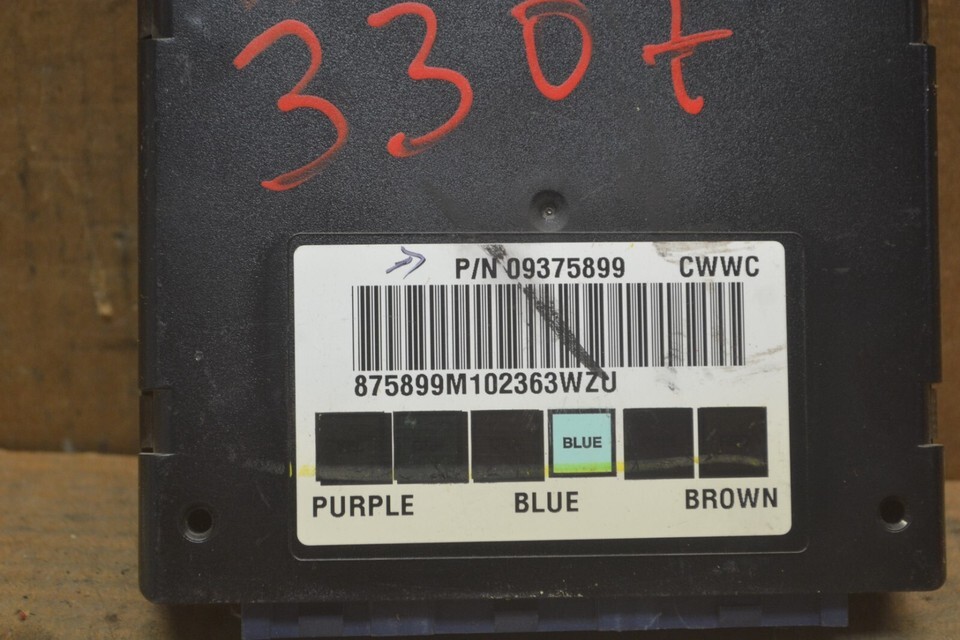 3307
P/N 09375899 CWWC
875899M102363WZU
BLUE
PURPLE BLUE BROWN